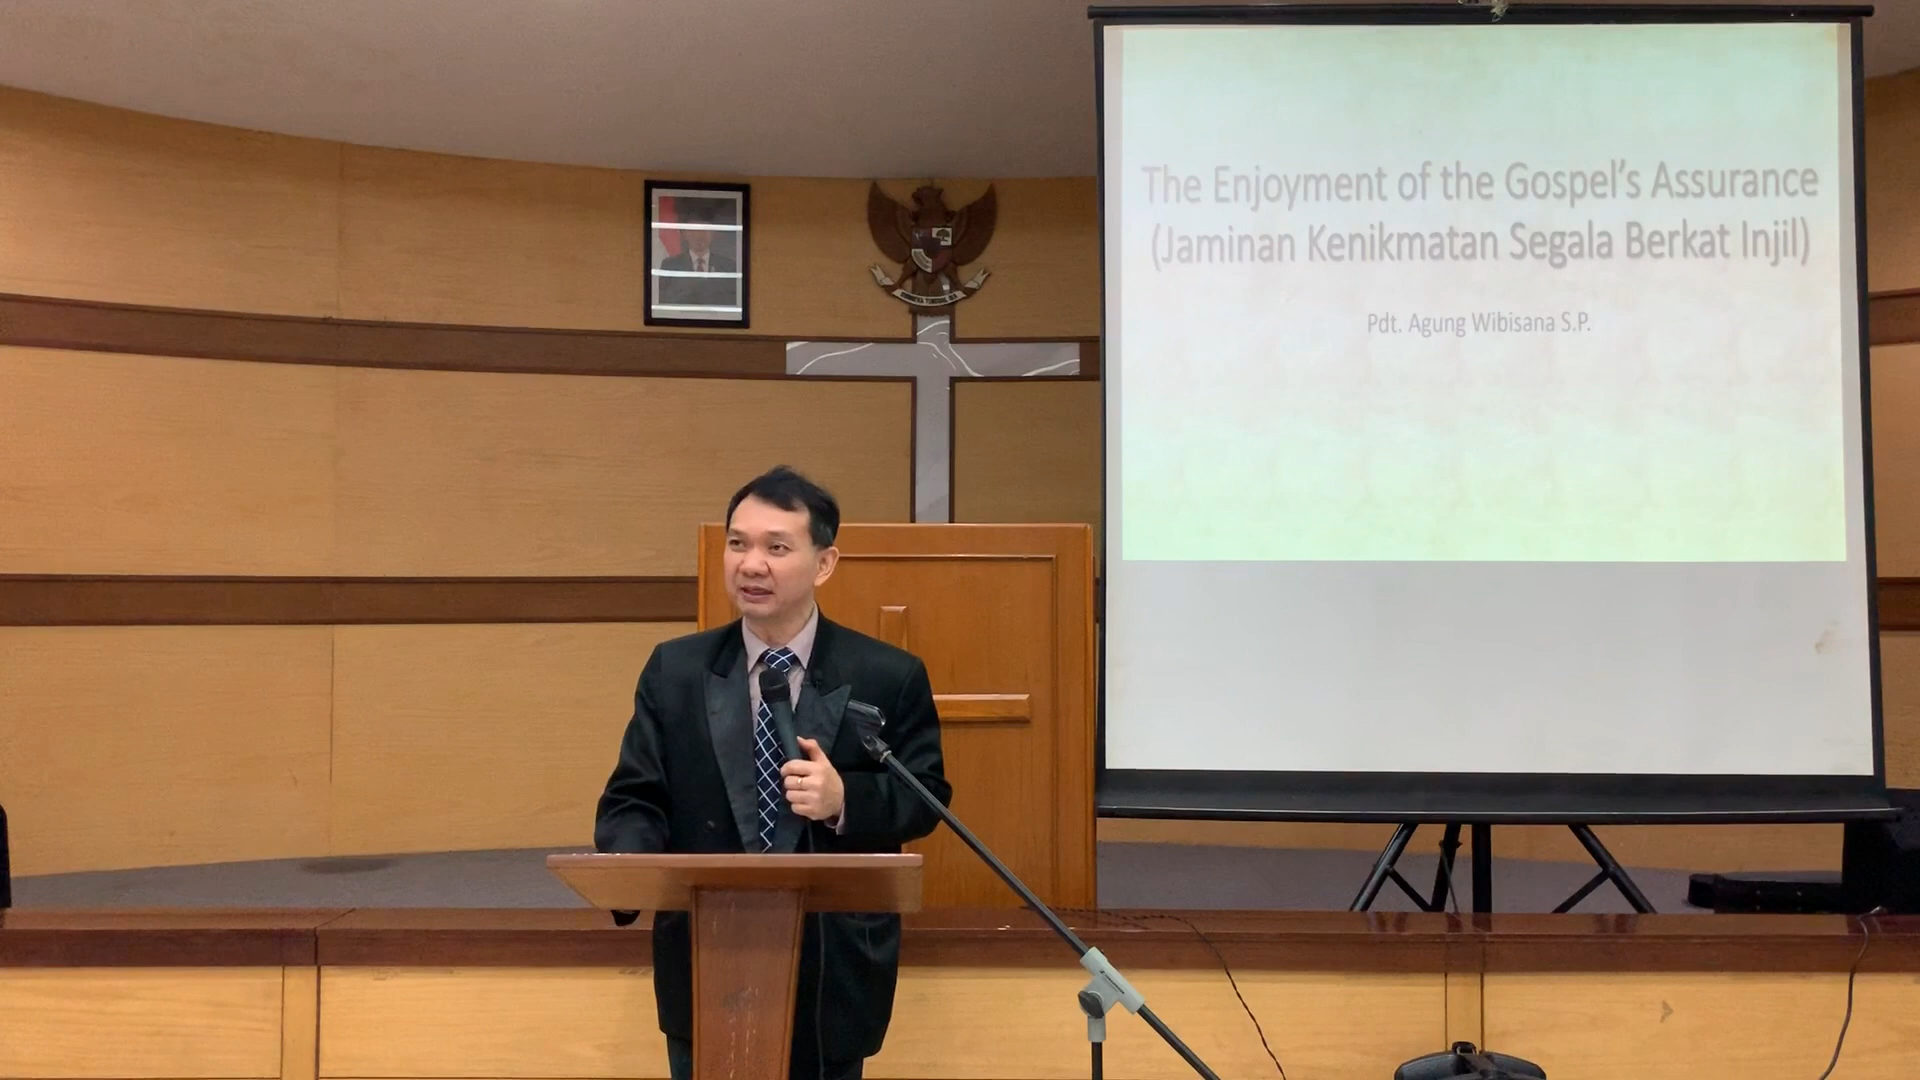 The Enjoyment of the Gospel's Assurance
(Jaminan Kenikmatan Segala Berkat Injil)
Pdt. Agung Wibisana S.P.